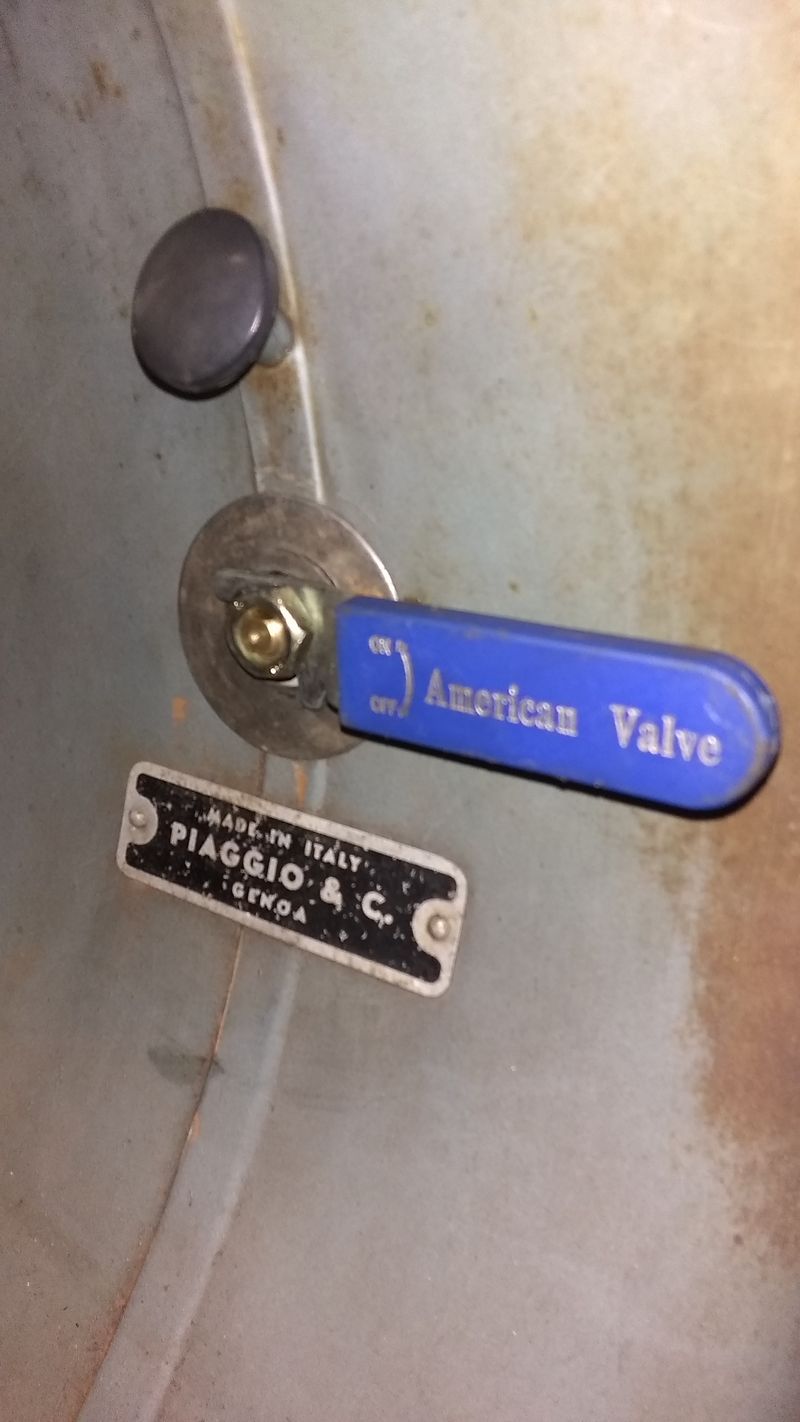 ON
OFF
American Valve
MADE IN ITALY
PIAGGIO & C.
GENOA